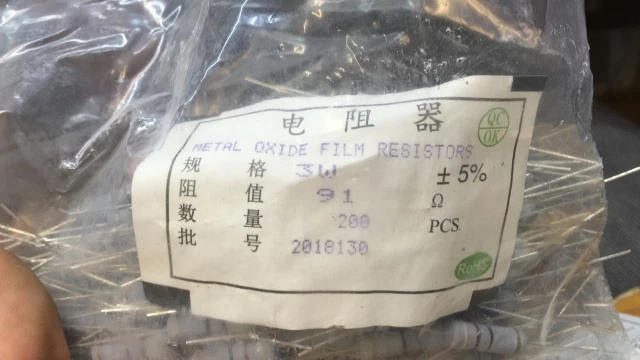 电阻器
QC
OK
METAL OXIDE FILM RESISTORS
规格 3W ±5%
阻值 91 Ω
数量 200 PCS
批号 2018130
RoHS